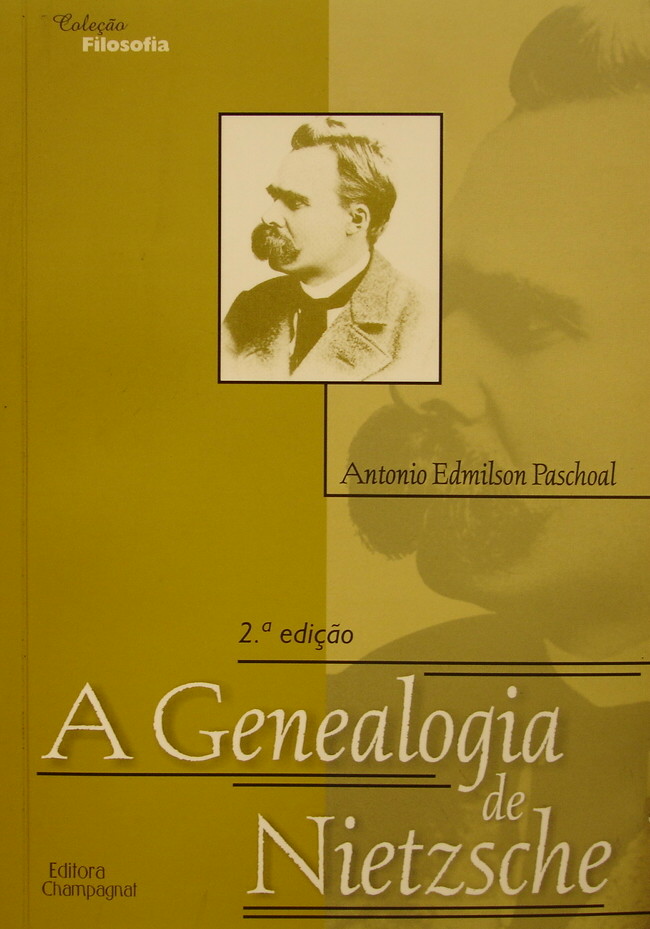 Coleção
Filosofia
Antonio Edmilson Paschoal
2.ª edição
A Genealogia
de
Nietzsche
Editora
Champagnat